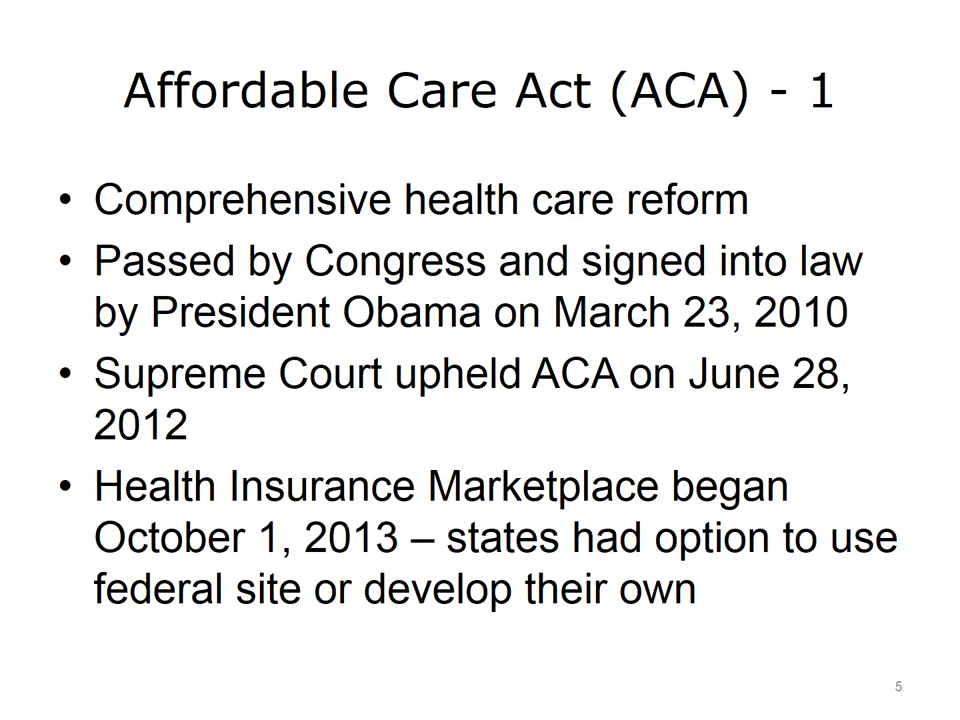 Affordable Care Act (ACA) - 1
• Comprehensive health care reform
• Passed by Congress and signed into law
by President Obama on March 23, 2010
• Supreme Court upheld ACA on June 28,
2012
• Health Insurance Marketplace began
October 1, 2013 – states had option to use
federal site or develop their own
5